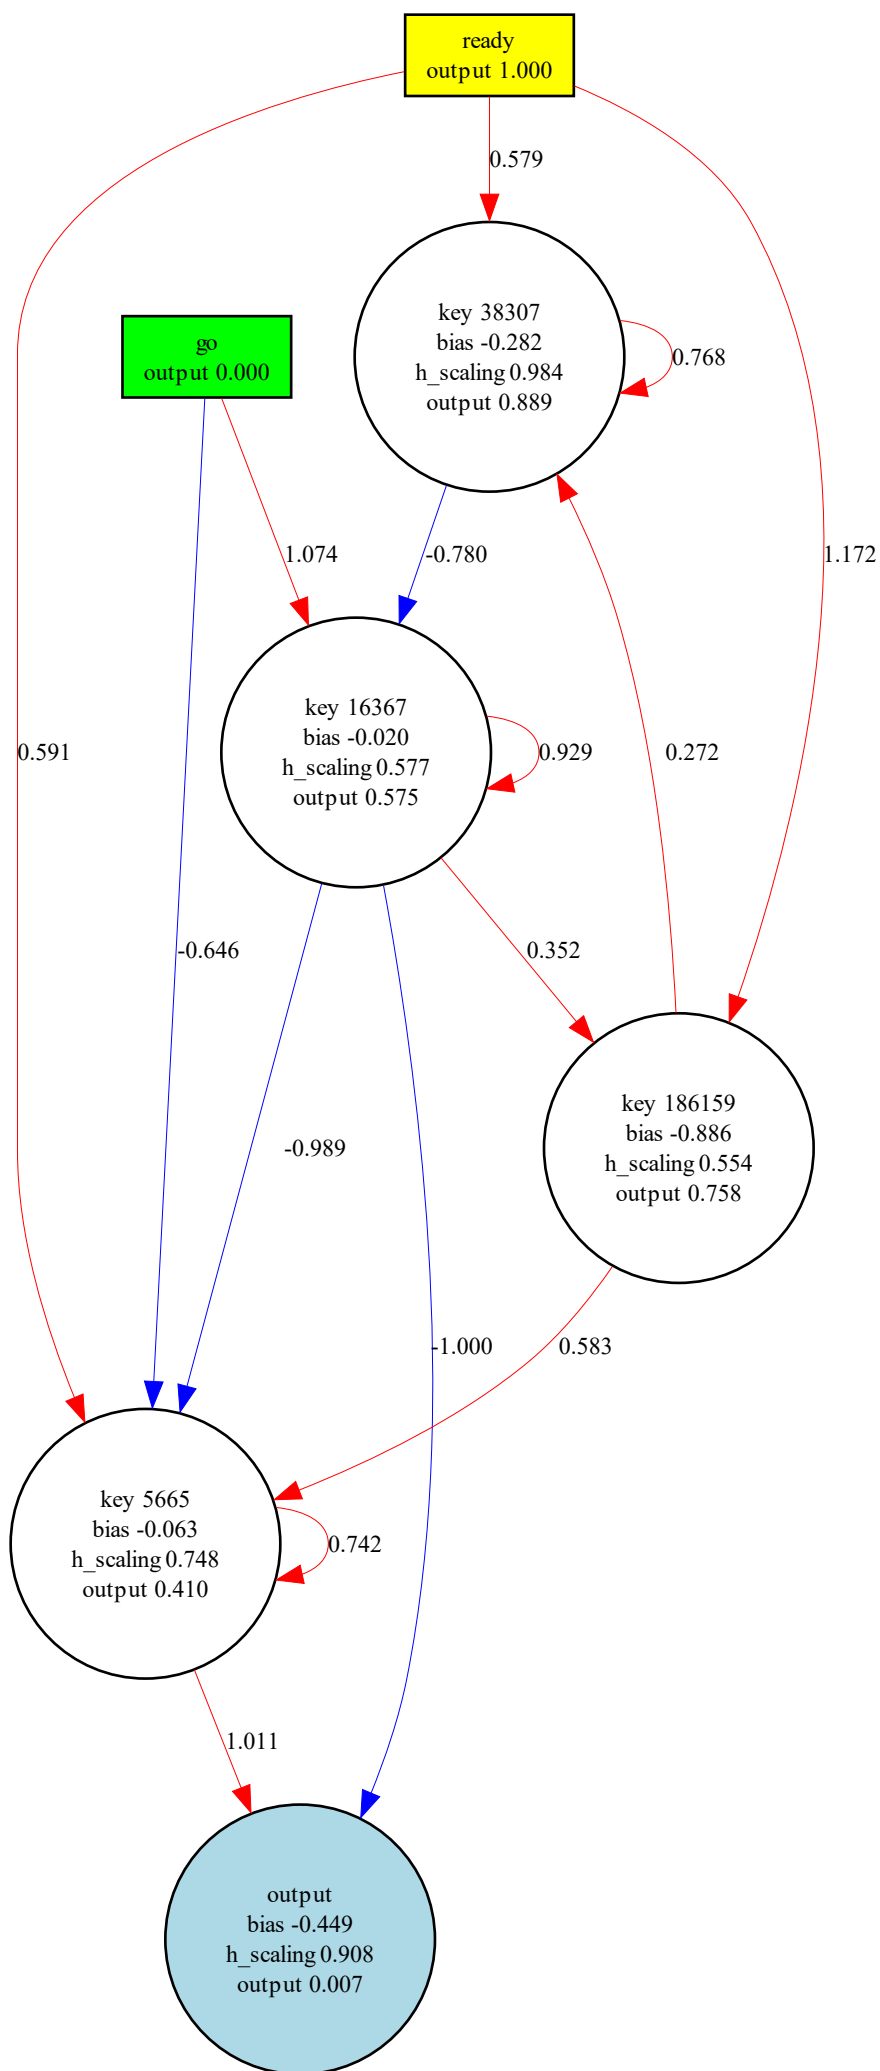 ready
output 1.000
0.579
go
output 0.000
key 38307
bias -0.282
h_scaling 0.984
output 0.889
0.768
1.074
-0.780
1.172
key 16367
bias -0.020
h_scaling 0.577
output 0.575
0.591
0.929
0.272
-0.646
0.352
key 186159
bias -0.886
h_scaling 0.554
output 0.758
-0.989
-1.000
0.583
key 5665
bias -0.063
h_scaling 0.748
output 0.410
0.742
1.011
output
bias -0.449
h_scaling 0.908
output 0.007